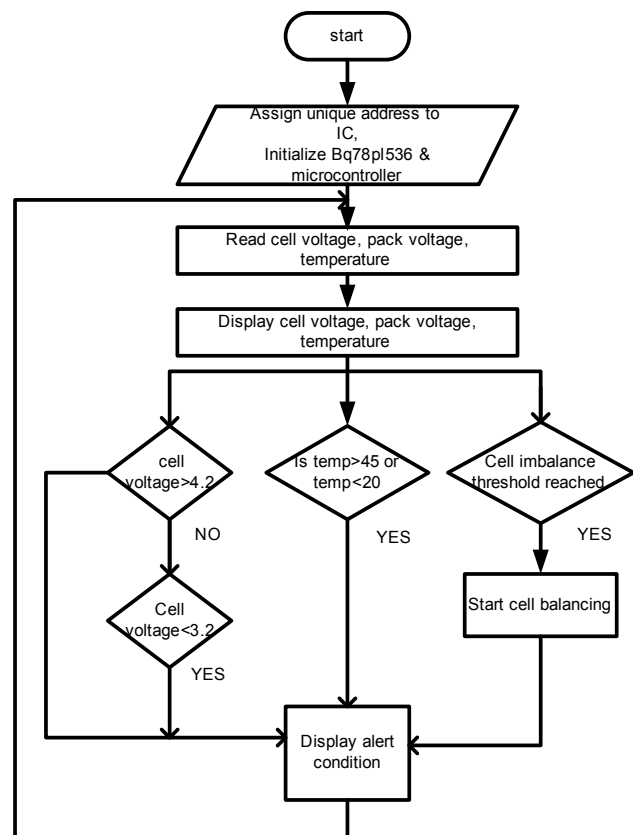 start
Assign unique address to
IC,
Initialize Bq78pl536 &
microcontroller
Read cell voltage, pack voltage,
temperature
Display cell voltage, pack voltage,
temperature
cell
voltage>4.2
Is temp>45 or
temp<20
Cell imbalance
threshold reached
NO
YES
YES
Cell
voltage<3.2
Start cell balancing
YES
Display alert
condition